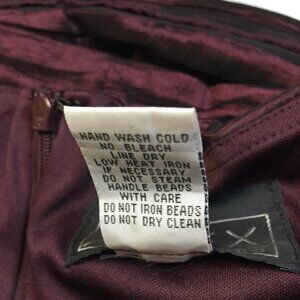 HAND WASH COLD
NO BLEACH
LINE DRY
LOW HEAT IRON
IF NECESSARY
DO NOT STEAM
HANDLE BEADS
WITH CARE
DO NOT IRON BEADS
DO NOT DRY CLEAN
X